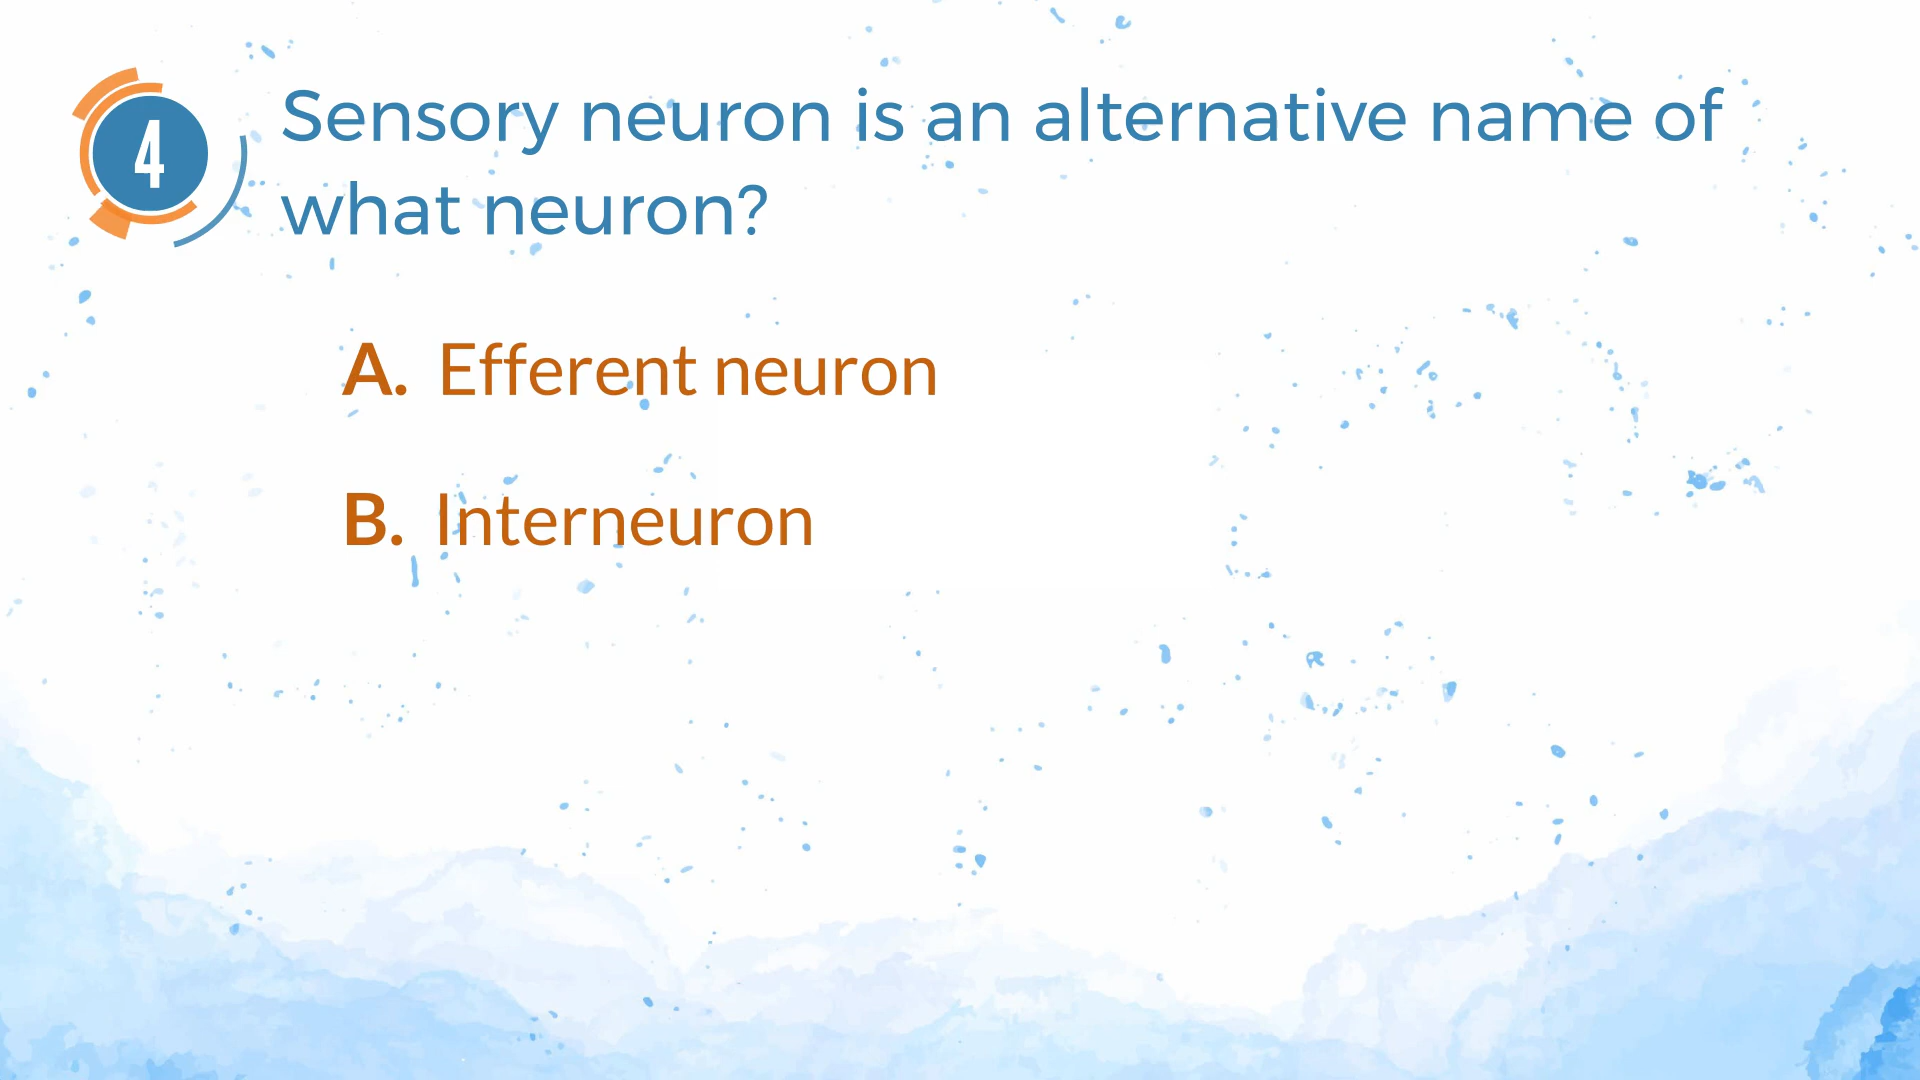 4
Sensory neuron is an alternative name of
what neuron?
A. Efferent neuron
B. Interneuron